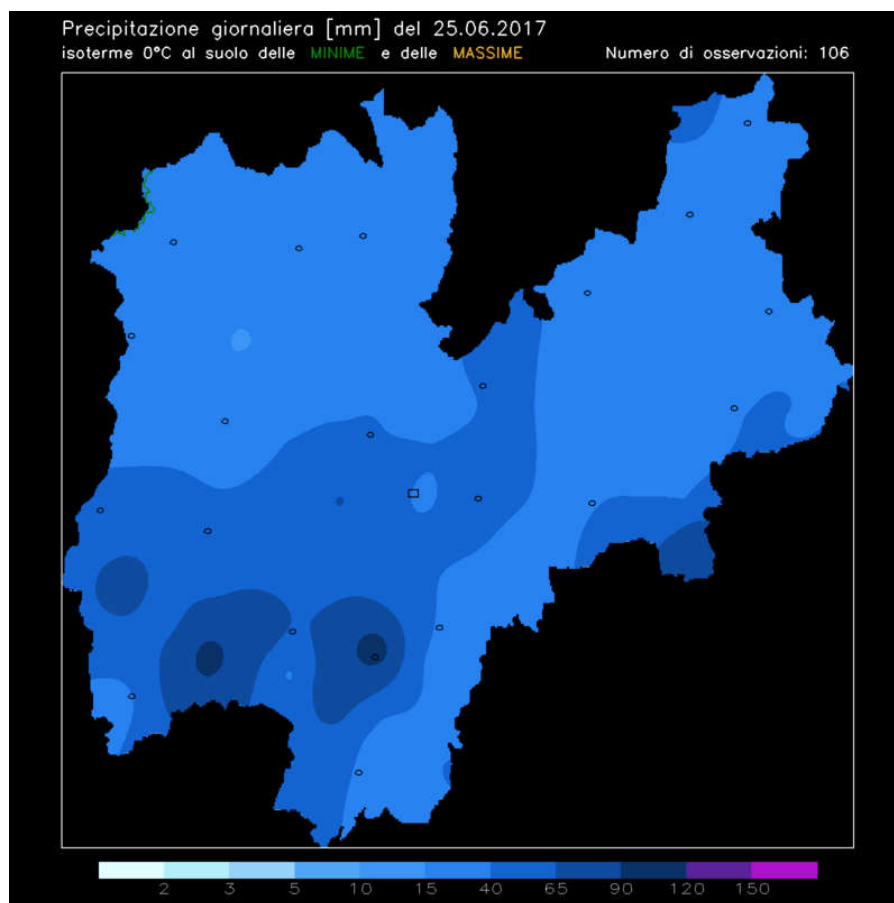 Precipitazione giornaliera [mm] del 25.06.2017
isoterme 0°C al suolo delle MINIME e delle MASSIME Numero di osservazioni: 106
2 3 5 10 15 40 65 90 120 150